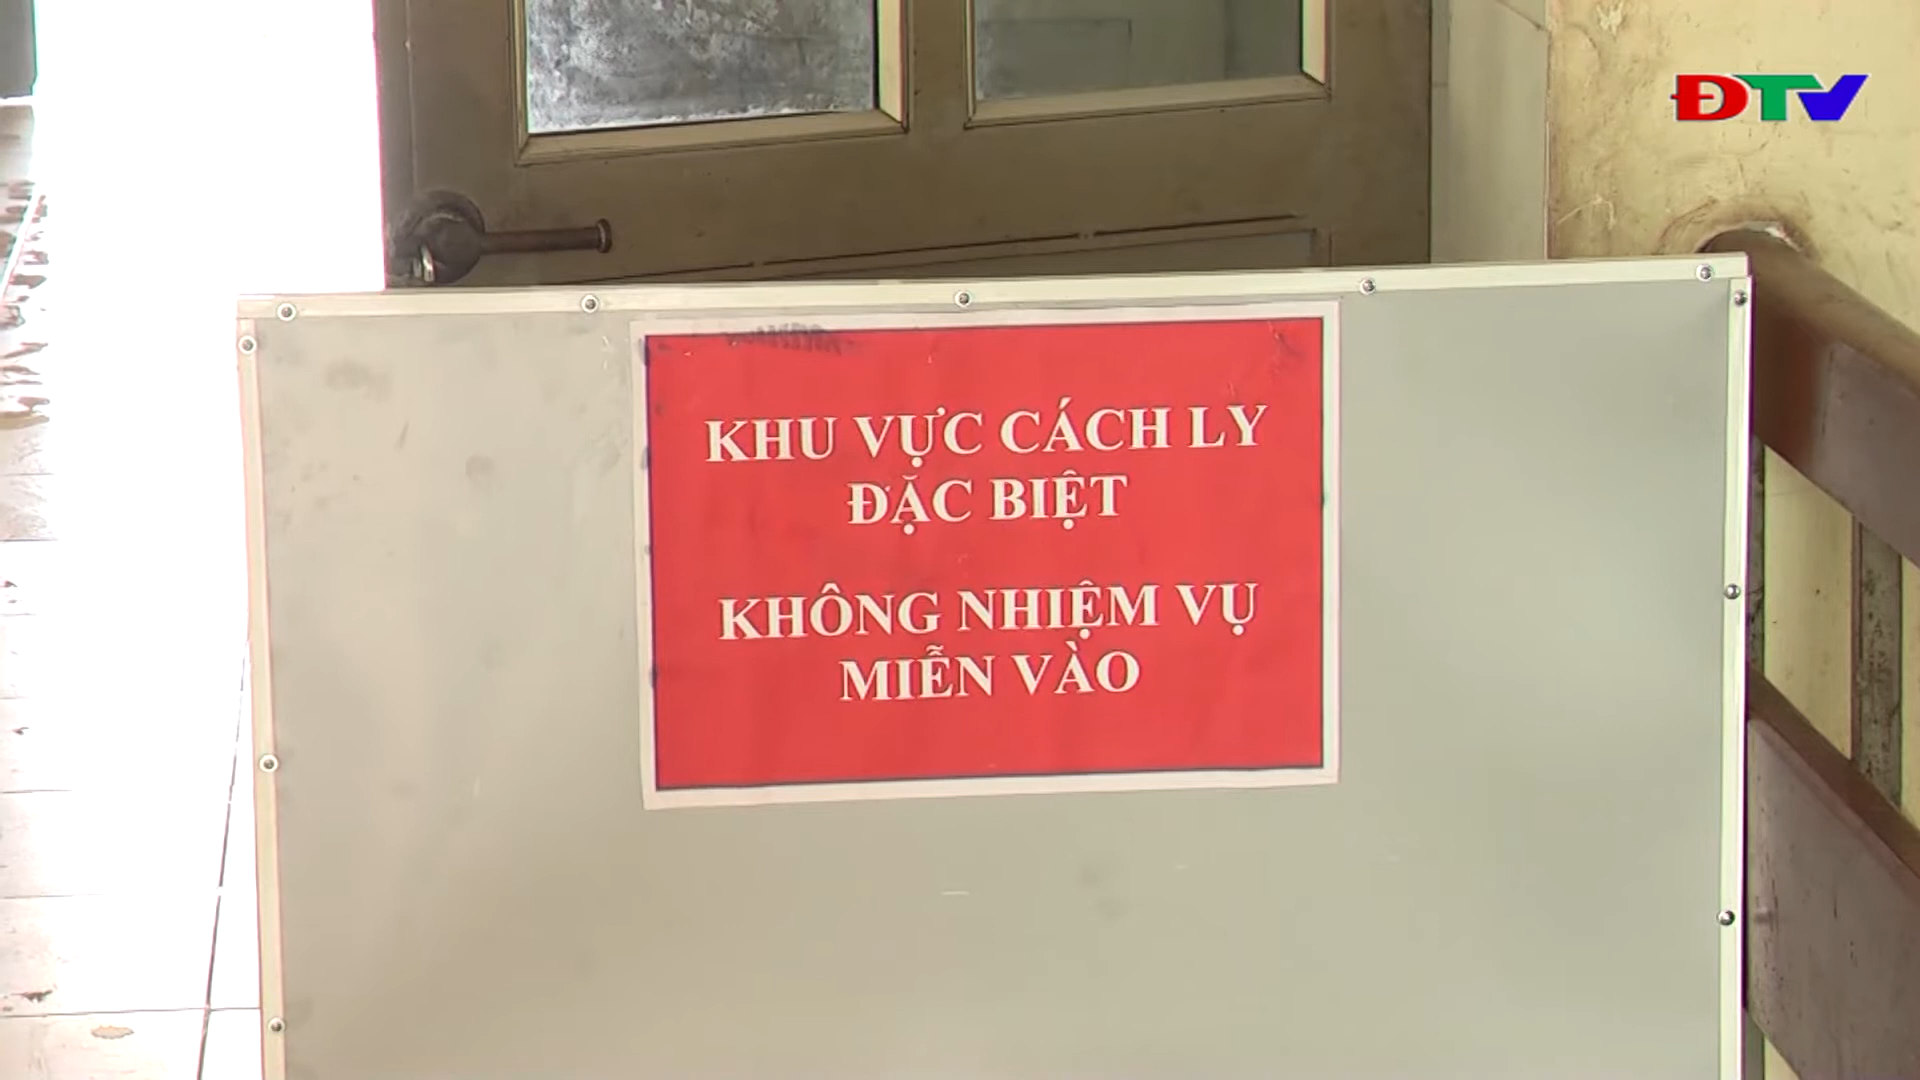 ĐTV
KHU VỰC CÁCH LY
ĐẶC BIỆT
KHÔNG NHIỆM VỤ
MIỄN VÀO